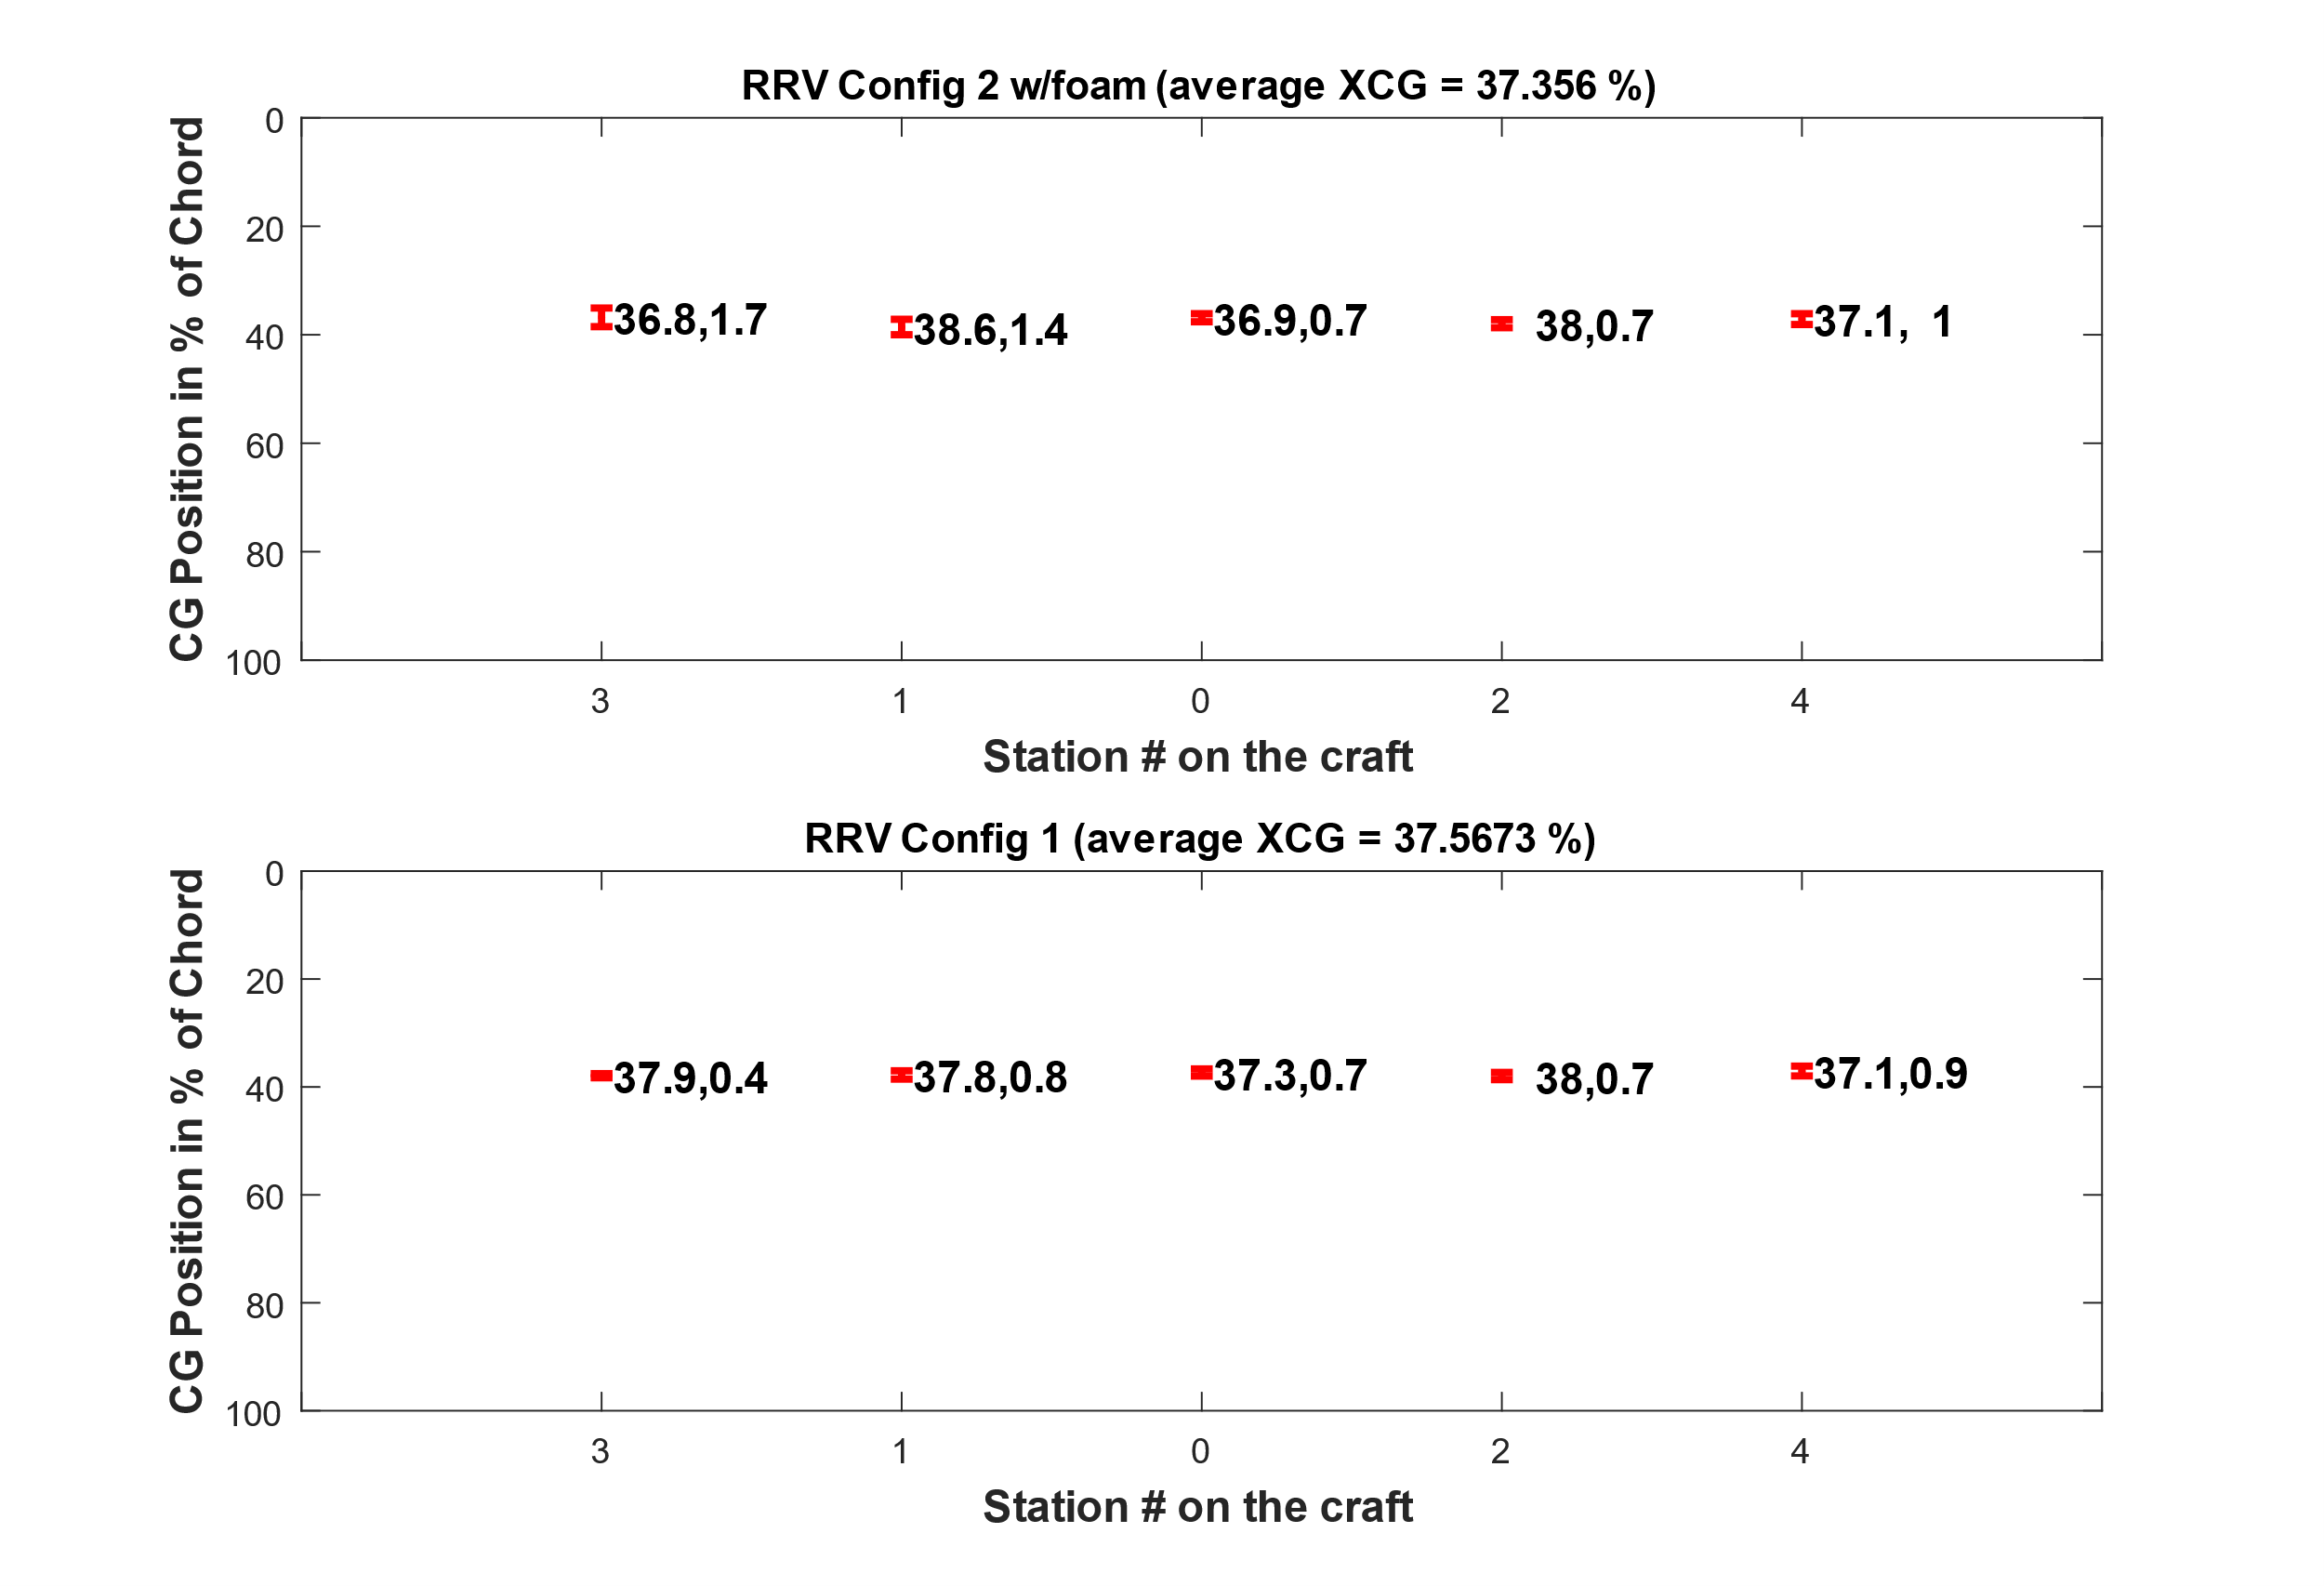 RRV Config 2 w/foam (average XCG = 37.356 %)
CG Position in % of Chord
0
20
40
60
80
100
36.8,1.7
38.6,1.4
36.9,0.7
38,0.7
37.1, 1
3 1 0 2 4
Station # on the craft
RRV Config 1 (average XCG = 37.5673 %)
CG Position in % of Chord
0
20
40
60
80
100
37.9,0.4
37.8,0.8
37.3,0.7
38,0.7
37.1,0.9
3 1 0 2 4
Station # on the craft